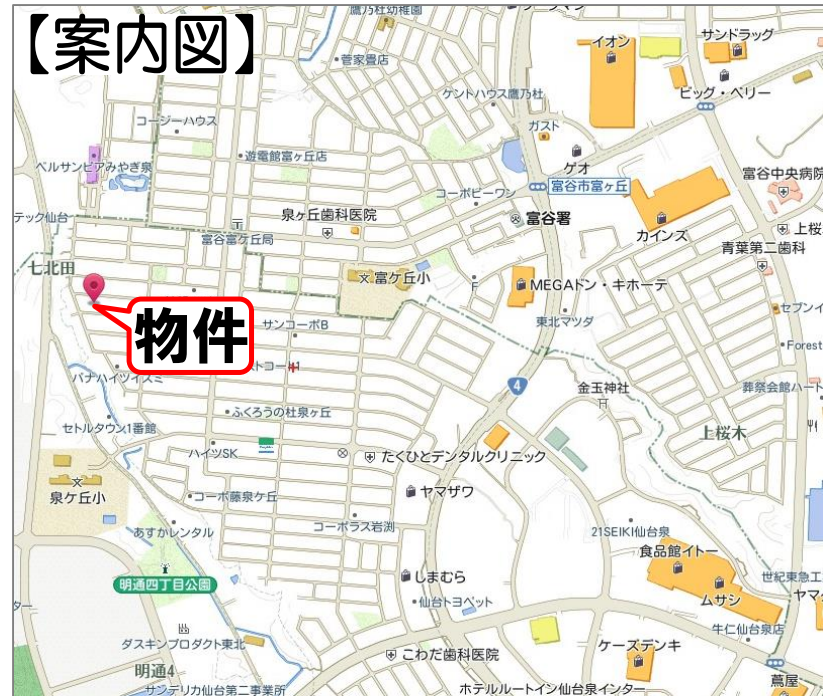 【案内図】
鷹乃杜幼稚園
イオン
サンドラッグ
菅家畳店
ケントハウス鷹乃杜
ビッグ・ベリー
コージーハウス
ガスト
遊電館富ヶ丘店
ゲオ
ベルサンピアみやぎ泉
コーポピーワン
富谷市富ヶ丘
富谷中央病院
テック仙台
泉ヶ丘歯科医院
富谷署
カインズ
上桜
富谷富ケ丘局
青葉第二歯科
七北田
富ケ丘小
MEGAドン・キホーテ
物件
サンコーポB
東北マツダ
セブンイ
Forest
バナハイツイズミ
4
金玉神社
葬祭会館ハート
ふくろうの杜泉ヶ丘
セトルタウン1番館
上桜木
ハイツSK
たくひとデンタルクリニック
泉ケ丘小
コーポ藤泉ケ丘
ヤマザワ
あすかレンタル
コーポラス岩渕
21SEIKI仙台泉
食品館イトー
明通四丁目公園
しまむら
世紀東急工
仙台トヨペット
ムサシ
ヤマダ
ダスキンプロダクト東北
牛仁仙台泉店
こわだ歯科医院
ケーズデンキ
明通4
サンデリカ仙台第二事業所
ホテルルートイン仙台泉インター
蔦屋